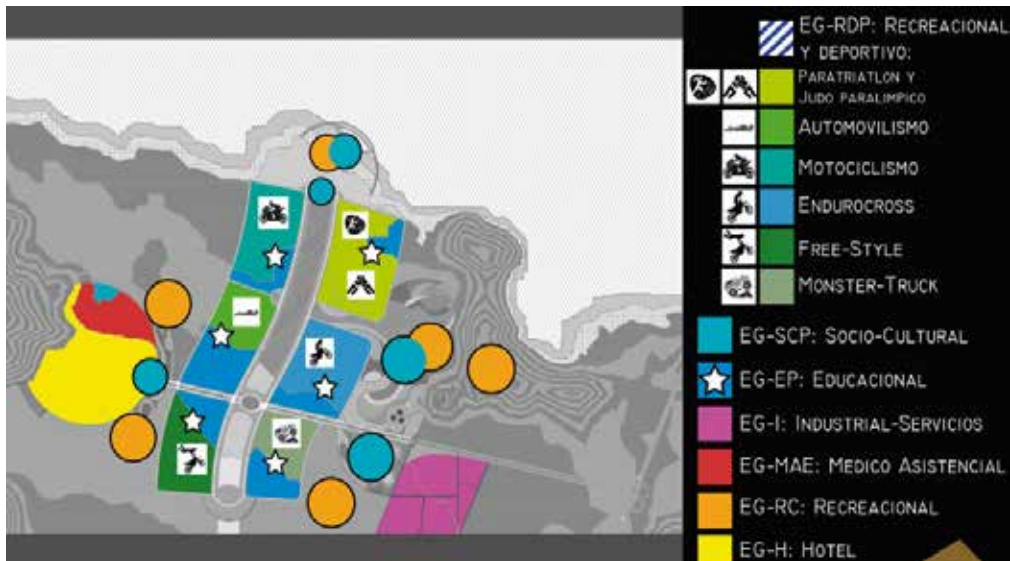 EG-RDP: RECREACIONAL
Y DEPORTIVO:
PARATRIATLON Y
JUDO PARALIMPICO
AUTOMOVILISMO
MOTOCICLISMO
ENDUROCROSS
FREE-STYLE
MONSTER-TRUCK
EG-SCP: SOCIO-CULTURAL
EG-EP: EDUCACIONAL
EG-I: INDUSTRIAL-SERVICIOS
EG-MAE: MEDICO ASISTENCIAL
EG-RC: RECREACIONAL
EG-H: HOTEL